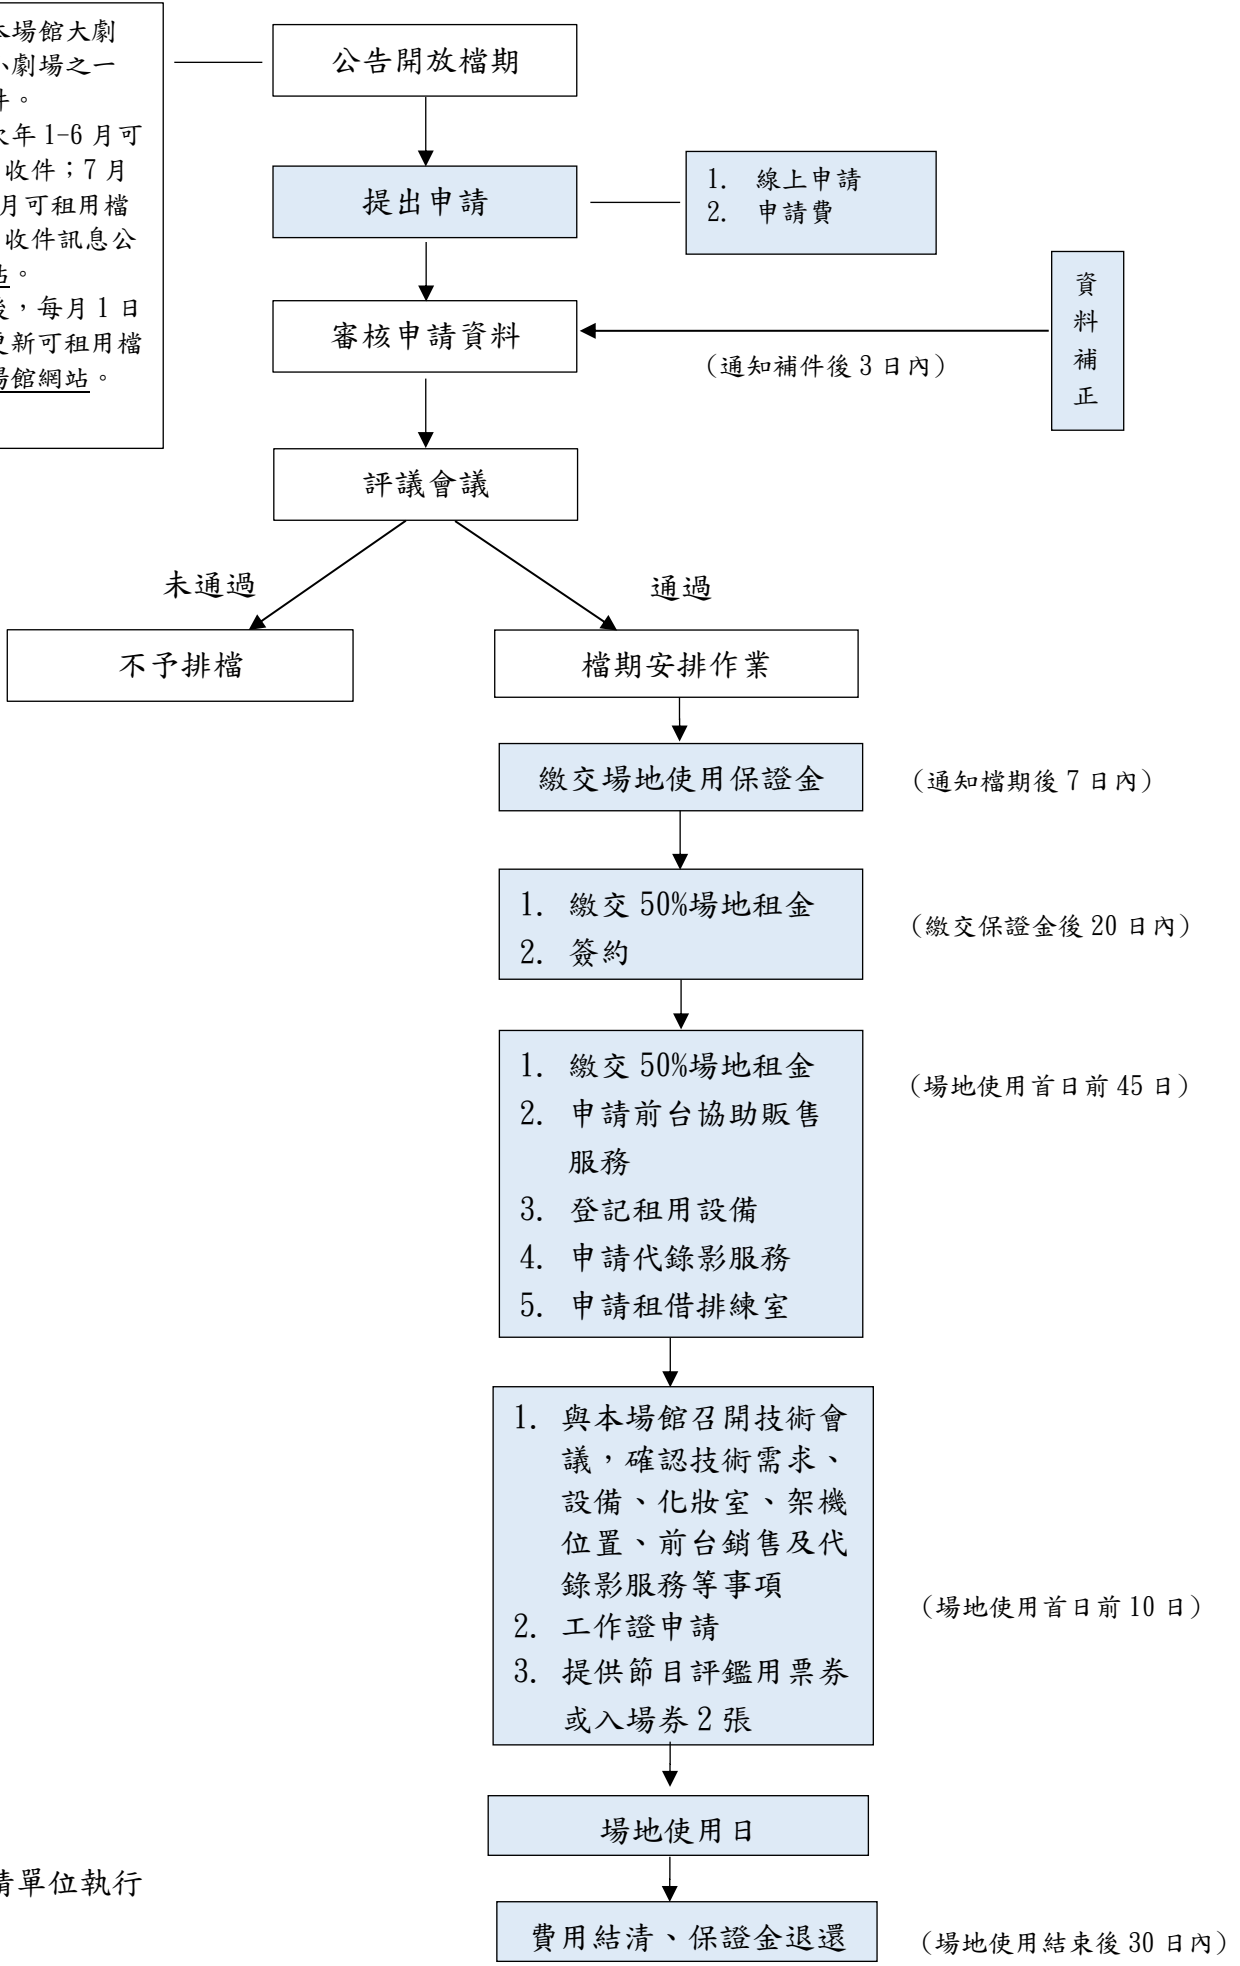 本場館大劇
小劇場之一
件。
次年 1-6 月可
收件；7 月
月可租用檔
收件訊息公
站。
後，每月 1 日
更新可租用檔
場館網站。
公告開放檔期
提出申請
1. 線上申請
2. 申請費
審核申請資料
（通知補件後 3 日內）
資
料
補
正
評議會議
未通過
通過
不予排檔
檔期安排作業
繳交場地使用保證金
（通知檔期後 7 日內）
1. 繳交 50%場地租金
2. 簽約
（繳交保證金後 20 日內）
1. 繳交 50%場地租金
2. 申請前台協助販售
服務
3. 登記租用設備
4. 申請代錄影服務
5. 申請租借排練室
（場地使用首日前 45 日）
1. 與本場館召開技術會
議，確認技術需求、
設備、化妝室、架機
位置、前台銷售及代
錄影服務等事項
2. 工作證申請
3. 提供節目評鑑用票券
或入場券 2 張
（場地使用首日前 10 日）
場地使用日
請單位執行
費用結清、保證金退還
（場地使用結束後 30 日內）